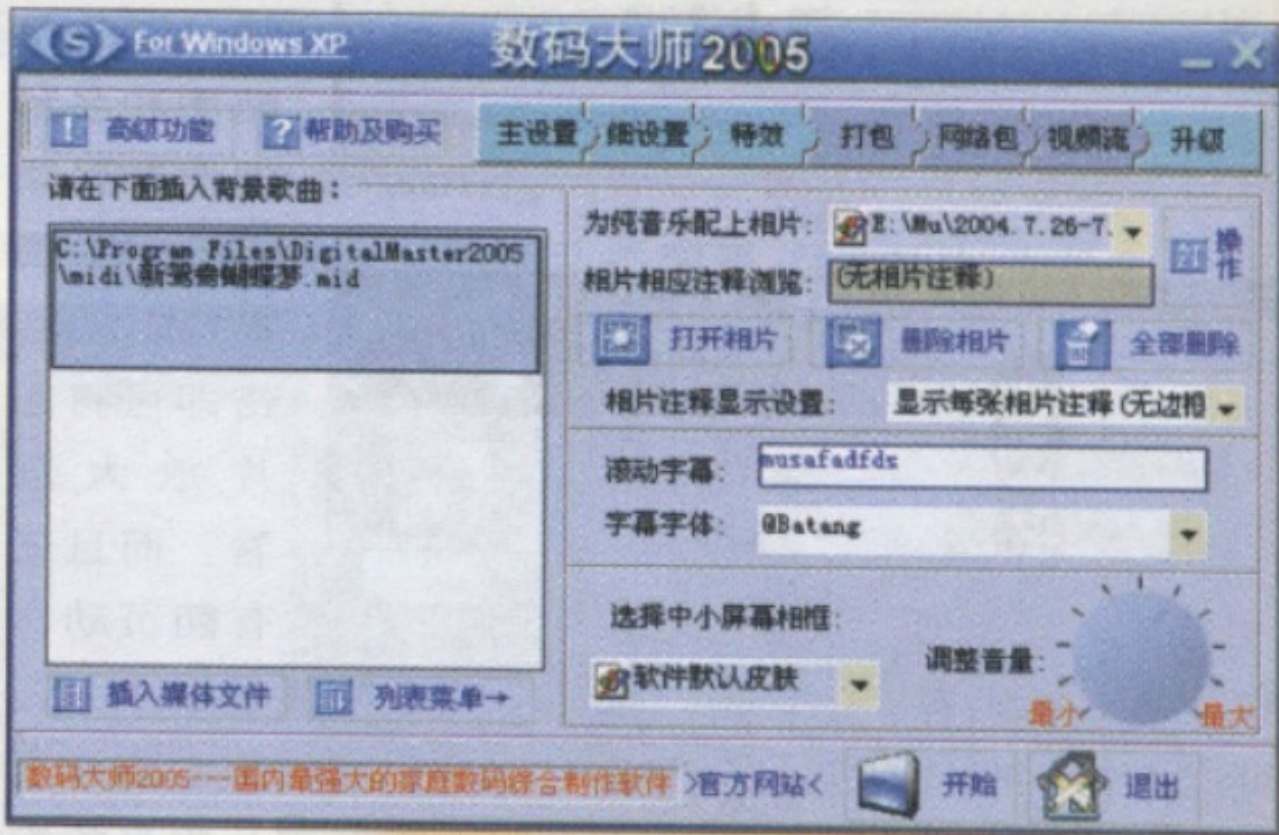 For Windows XP
数码大师2005
高级功能
帮助及购买
主设置
细设置
特效
打包
网络包
视频流
升级
请在下面插入背景歌曲：
C:\Program Files\DigitalMaster2005
\midi\新鸳鸯蝴蝶梦.mid
插入媒体文件
列表菜单→
为纯音乐配上相片：
E:\Mu\2004.7.26-7.
操作
相片相应注释浏览：
(无相片注释)
打开相片
删除相片
全部删除
相片注释显示设置：
显示每张相片注释(无边框
滚动字幕：
musafadfds
字幕字体：
@Batang
选择中小屏幕相框：
软件默认皮肤
调整音量：
最小
最大
数码大师2005---国内最强大的家庭数码综合制作软件
>官方网站<
开始
退出